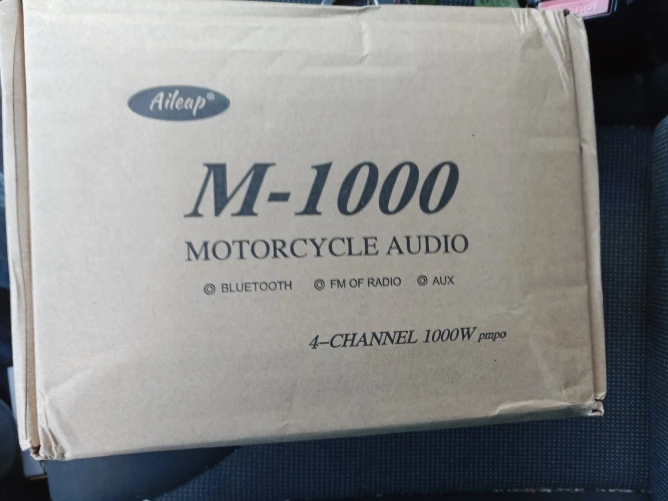 Aileap®
M-1000
MOTORCYCLE AUDIO
◎ BLUETOOTH ◎ FM OF RADIO ◎ AUX
4-CHANNEL 1000W pmpo